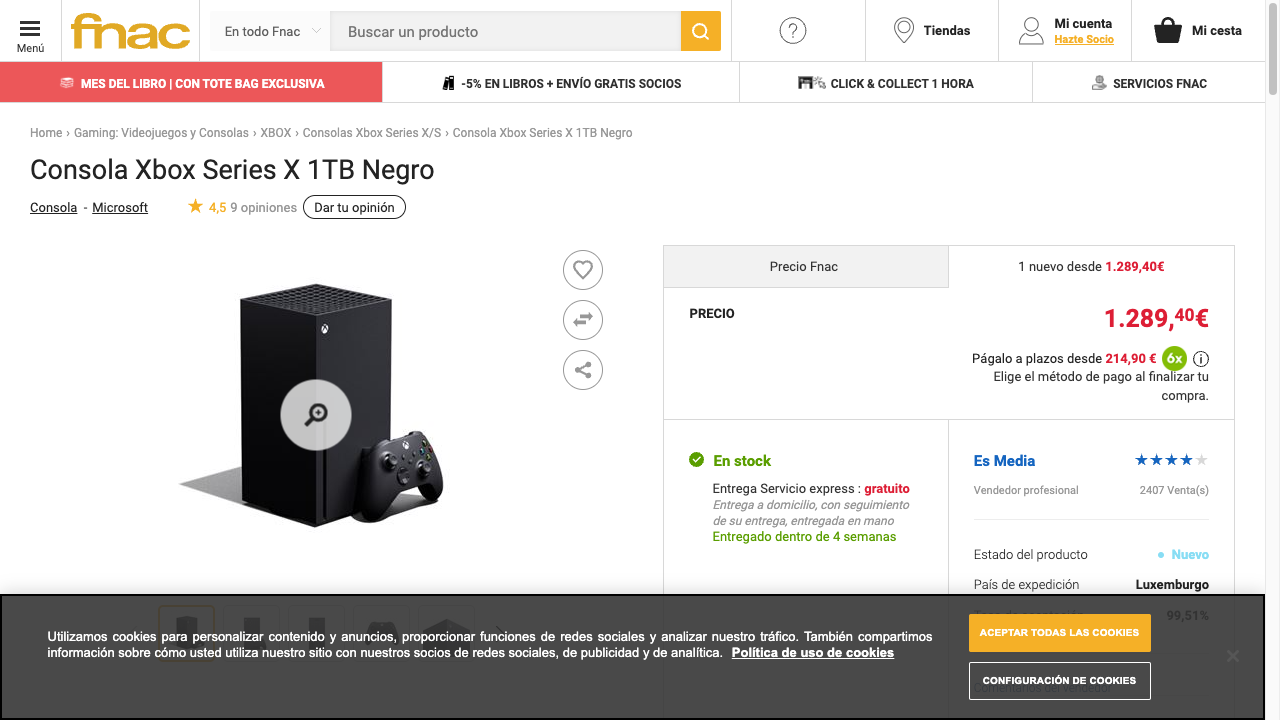 Menú
fnac
En todo Fnac
Buscar un producto
?
Tiendas
Mi cuenta
Hazte Socio
Mi cesta
MES DEL LIBRO | CON TOTE BAG EXCLUSIVA
-5% EN LIBROS + ENVÍO GRATIS SOCIOS
CLICK & COLLECT 1 HORA
SERVICIOS FNAC
Home › Gaming: Videojuegos y Consolas › XBOX › Consolas Xbox Series X/S › Consola Xbox Series X 1TB Negro
Consola Xbox Series X 1TB Negro
Consola - Microsoft
4,5 9 opiniones
Dar tu opinión
Precio Fnac
1 nuevo desde 1.289,40€
PRECIO
1.289,40€
Págalo a plazos desde 214,90 € 6x
Elige el método de pago al finalizar tu
compra.
En stock
Entrega Servicio express : gratuito
Entrega a domicilio, con seguimiento
de su entrega, entregada en mano
Entregado dentro de 4 semanas
Es Media
Vendedor profesional
2407 Venta(s)
Estado del producto
Nuevo
País de expedición
Luxemburgo
Tasa de aceptación
99,51%
Utilizamos cookies para personalizar contenido y anuncios, proporcionar funciones de redes sociales y analizar nuestro tráfico. También compartimos
información sobre cómo usted utiliza nuestro sitio con nuestros socios de redes sociales, de publicidad y de analítica. Política de uso de cookies
ACEPTAR TODAS LAS COOKIES
CONFIGURACIÓN DE COOKIES
Comentarios del vendedor